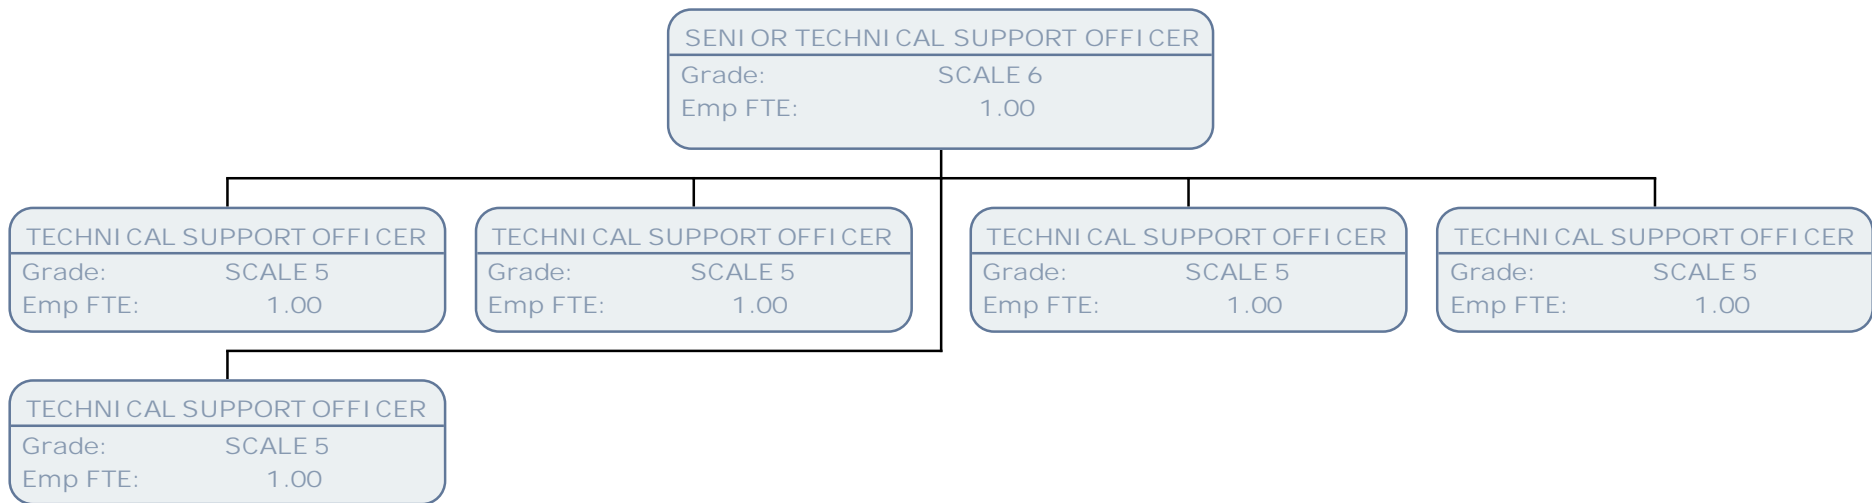 SENIOR TECHNICAL SUPPORT OFFICER
Grade: SCALE 6
Emp FTE: 1.00
TECHNICAL SUPPORT OFFICER
Grade: SCALE 5
Emp FTE: 1.00
TECHNICAL SUPPORT OFFICER
Grade: SCALE 5
Emp FTE: 1.00
TECHNICAL SUPPORT OFFICER
Grade: SCALE 5
Emp FTE: 1.00
TECHNICAL SUPPORT OFFICER
Grade: SCALE 5
Emp FTE: 1.00
TECHNICAL SUPPORT OFFICER
Grade: SCALE 5
Emp FTE: 1.00